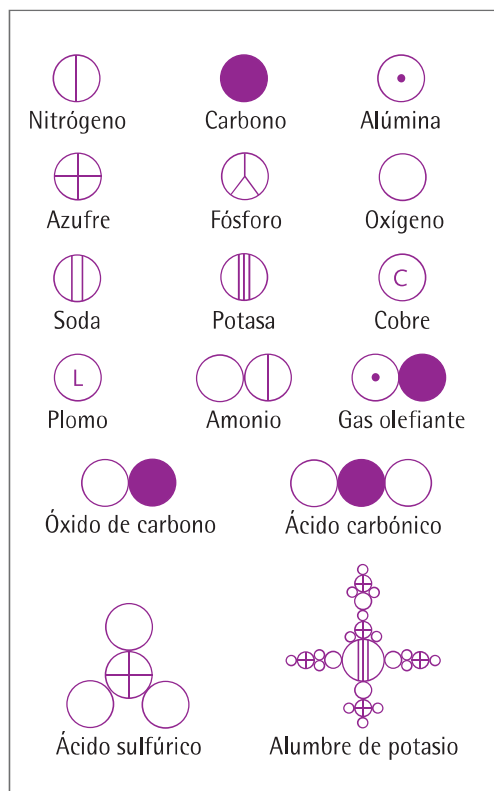 Nitrógeno Carbono Alúmina
Azufre Fósforo Oxígeno
C
Soda Potasa Cobre
L
Plomo Amonio Gas olefiante
Óxido de carbono Ácido carbónico
Ácido sulfúrico Alumbre de potasio